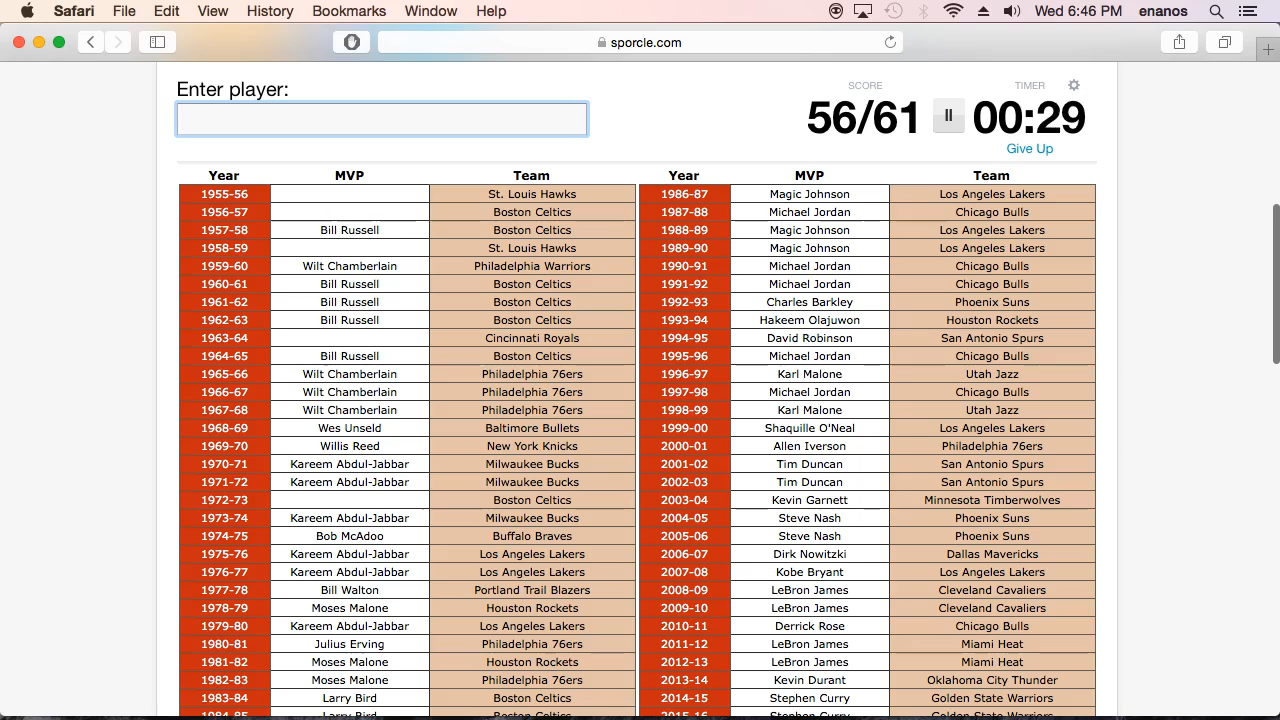 Safari File Edit View History Bookmarks Window Help Wed 6:46 PM enanos
sporcle.com
Enter player:
SCORE TIMER
56/61 00:29
Give Up
Year MVP Team Year MVP Team
1955-56 St. Louis Hawks 1986-87 Magic Johnson Los Angeles Lakers
1956-57 Boston Celtics 1987-88 Michael Jordan Chicago Bulls
1957-58 Bill Russell Boston Celtics 1988-89 Magic Johnson Los Angeles Lakers
1958-59 St. Louis Hawks 1989-90 Magic Johnson Los Angeles Lakers
1959-60 Wilt Chamberlain Philadelphia Warriors 1990-91 Michael Jordan Chicago Bulls
1960-61 Bill Russell Boston Celtics 1991-92 Michael Jordan Chicago Bulls
1961-62 Bill Russell Boston Celtics 1992-93 Charles Barkley Phoenix Suns
1962-63 Bill Russell Boston Celtics 1993-94 Hakeem Olajuwon Houston Rockets
1963-64 Cincinnati Royals 1994-95 David Robinson San Antonio Spurs
1964-65 Bill Russell Boston Celtics 1995-96 Michael Jordan Chicago Bulls
1965-66 Wilt Chamberlain Philadelphia 76ers 1996-97 Karl Malone Utah Jazz
1966-67 Wilt Chamberlain Philadelphia 76ers 1997-98 Michael Jordan Chicago Bulls
1967-68 Wilt Chamberlain Philadelphia 76ers 1998-99 Karl Malone Utah Jazz
1968-69 Wes Unseld Baltimore Bullets 1999-00 Shaquille O'Neal Los Angeles Lakers
1969-70 Willis Reed New York Knicks 2000-01 Allen Iverson Philadelphia 76ers
1970-71 Kareem Abdul-Jabbar Milwaukee Bucks 2001-02 Tim Duncan San Antonio Spurs
1971-72 Kareem Abdul-Jabbar Milwaukee Bucks 2002-03 Tim Duncan San Antonio Spurs
1972-73 Boston Celtics 2003-04 Kevin Garnett Minnesota Timberwolves
1973-74 Kareem Abdul-Jabbar Milwaukee Bucks 2004-05 Steve Nash Phoenix Suns
1974-75 Bob McAdoo Buffalo Braves 2005-06 Steve Nash Phoenix Suns
1975-76 Kareem Abdul-Jabbar Los Angeles Lakers 2006-07 Dirk Nowitzki Dallas Mavericks
1976-77 Kareem Abdul-Jabbar Los Angeles Lakers 2007-08 Kobe Bryant Los Angeles Lakers
1977-78 Bill Walton Portland Trail Blazers 2008-09 LeBron James Cleveland Cavaliers
1978-79 Moses Malone Houston Rockets 2009-10 LeBron James Cleveland Cavaliers
1979-80 Kareem Abdul-Jabbar Los Angeles Lakers 2010-11 Derrick Rose Chicago Bulls
1980-81 Julius Erving Philadelphia 76ers 2011-12 LeBron James Miami Heat
1981-82 Moses Malone Houston Rockets 2012-13 LeBron James Miami Heat
1982-83 Moses Malone Philadelphia 76ers 2013-14 Kevin Durant Oklahoma City Thunder
1983-84 Larry Bird Boston Celtics 2014-15 Stephen Curry Golden State Warriors
1984-85 Larry Bird Boston Celtics 2015-16 Stephen Curry Golden State Warriors